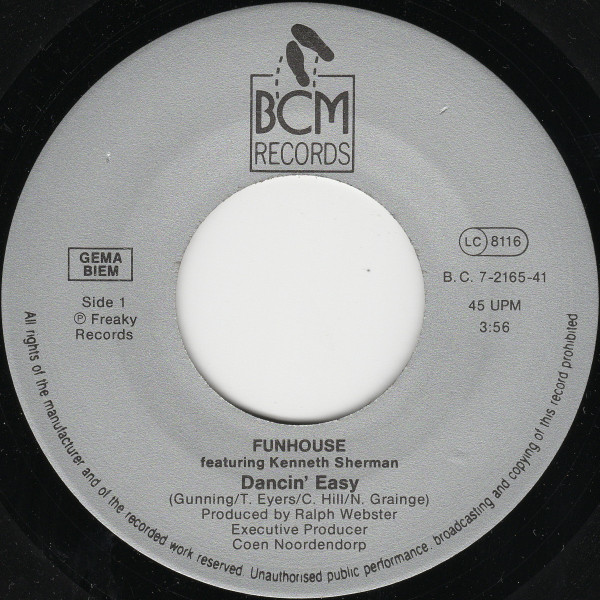 BCM
RECORDS
GEMA
BIEM
Side 1
℗ Freaky
Records
LC 8116
B.C. 7-2165-41
45 UPM
3:56
FUNHOUSE
featuring Kenneth Sherman
Dancin' Easy
(Gunning/T. Eyers/C. Hill/N. Grainge)
Produced by Ralph Webster
Executive Producer
Coen Noordendorp
All rights of the manufacturer and of the recorded work reserved. Unauthorised public performance, broadcasting and copying of this record prohibited